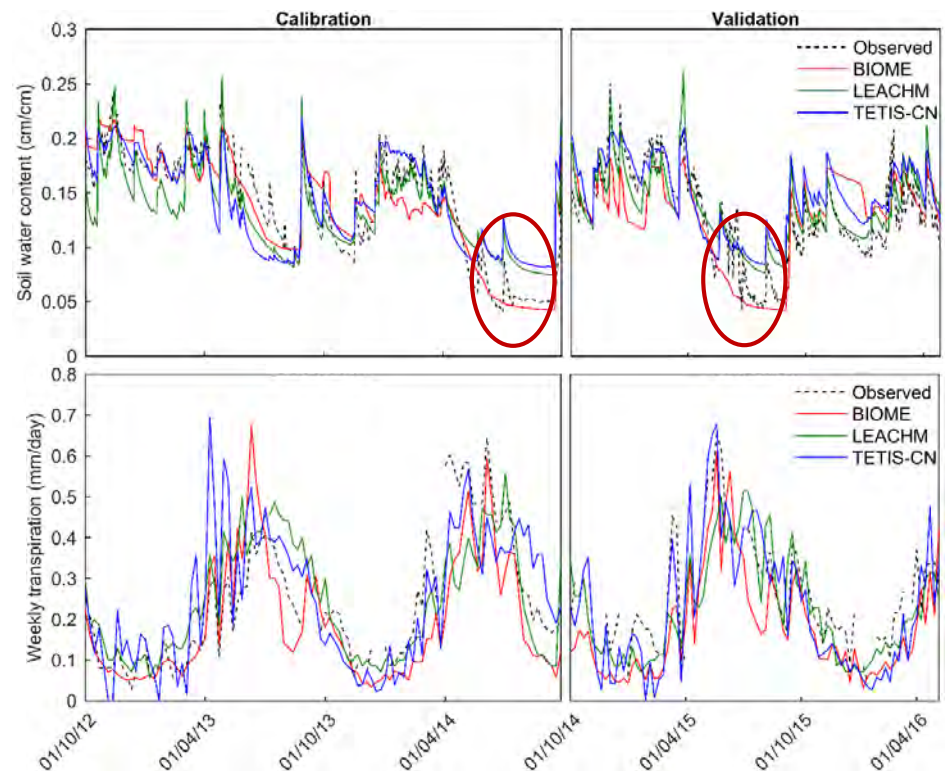 Calibration
Validation
Soil water content (cm/cm)
0.3
0.25
0.2
0.15
0.1
0.05
0
Observed
BIOME
LEACHM
TETIS-CN
Weekly transpiration (mm/day)
0.8
0.7
0.6
0.5
0.4
0.3
0.2
0.1
0
Observed
BIOME
LEACHM
TETIS-CN
01/10/12
01/04/13
01/10/13
01/04/14
01/10/14
01/04/15
01/10/15
01/04/16